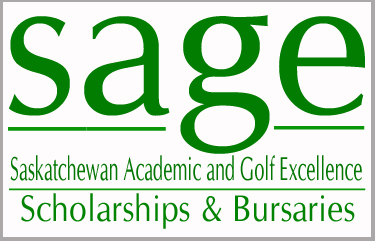 sage
Saskatchewan Academic and Golf Excellence
Scholarships & Bursaries